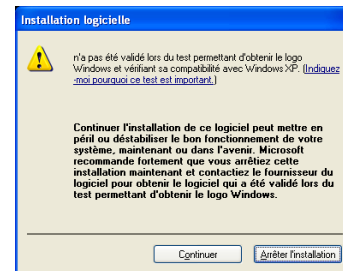 Installation logicielle
n'a pas été validé lors du test permettant d'obtenir le logo
Windows et vérifiant sa compatibilité avec Windows XP. (Indiquez
-moi pourquoi ce test est important.)
Continuer l'installation de ce logiciel peut mettre en
péril ou déstabiliser le bon fonctionnement de votre
système, maintenant ou dans l'avenir. Microsoft
recommande fortement que vous arrêtiez cette
installation maintenant et contactiez le fournisseur du
logiciel pour obtenir le logiciel qui a été validé lors du
test permettant d'obtenir le logo Windows.
Continuer
Arrêter l'installation